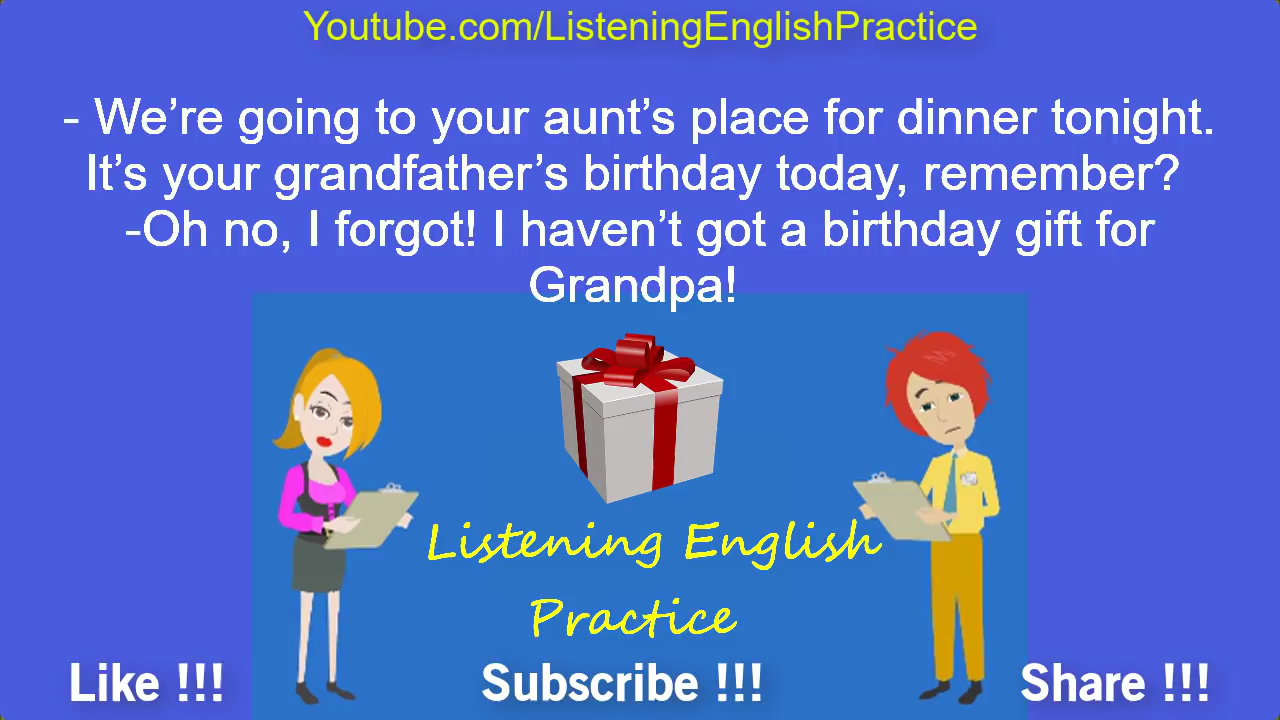 Youtube.com/ListeningEnglishPractice
- We’re going to your aunt’s place for dinner tonight.
It’s your grandfather’s birthday today, remember?
-Oh no, I forgot! I haven’t got a birthday gift for
Grandpa!
Listening English
Practice
Like !!! Subscribe !!! Share !!!